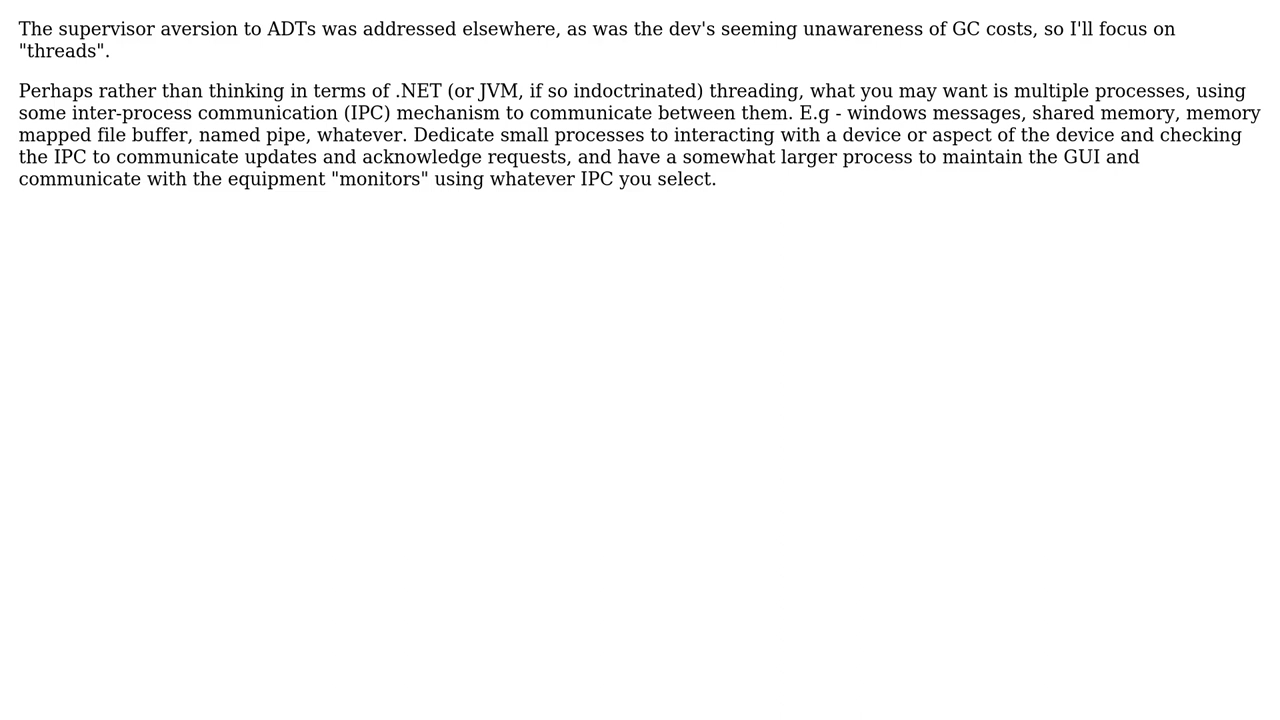 The supervisor aversion to ADTs was addressed elsewhere, as was the dev's seeming unawareness of GC costs, so I'll focus on
"threads".
Perhaps rather than thinking in terms of .NET (or JVM, if so indoctrinated) threading, what you may want is multiple processes, using
some inter-process communication (IPC) mechanism to communicate between them. E.g - windows messages, shared memory, memory
mapped file buffer, named pipe, whatever. Dedicate small processes to interacting with a device or aspect of the device and checking
the IPC to communicate updates and acknowledge requests, and have a somewhat larger process to maintain the GUI and
communicate with the equipment "monitors" using whatever IPC you select.